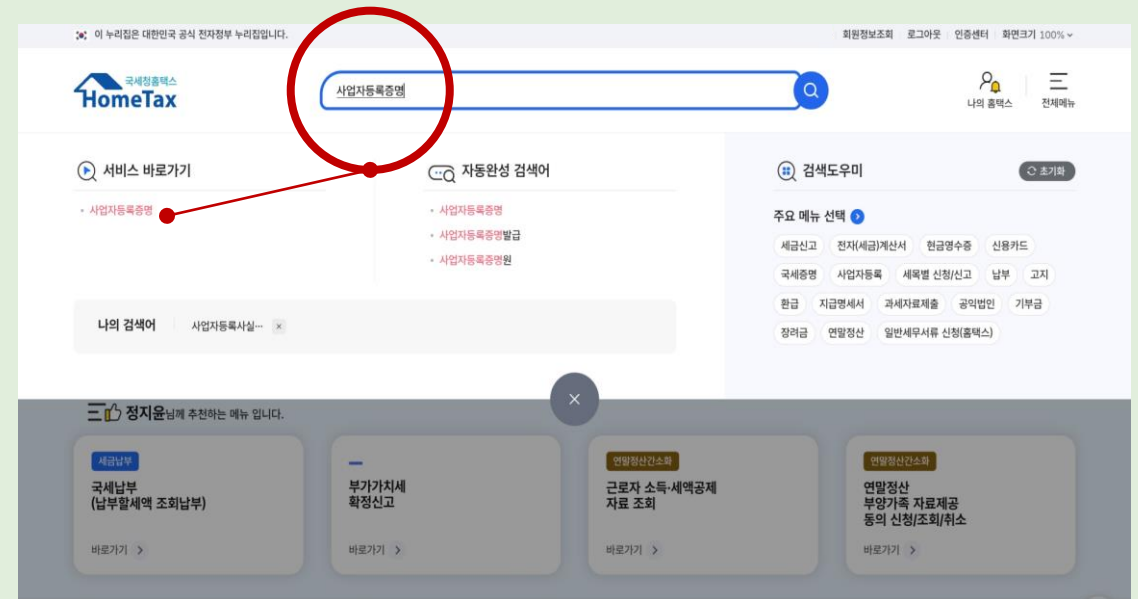 이 누리집은 대한민국 공식 전자정부 누리집입니다.
회원정보조회 로그아웃 인증센터 화면크기 100%
국세청홈택스
HomeTax
사업자등록증명
나의 홈택스
전체메뉴
서비스 바로가기
사업자등록증명
자동완성 검색어
사업자등록증명
사업자등록증명발급
사업자등록증명원
나의 검색어 사업자등록사실… ×
검색도우미
초기화
주요 메뉴 선택
세금신고 전자(세금)계산서 현금영수증 신용카드
국세증명 사업자등록 세목별 신청/신고 납부 고지
환급 지급명세서 과세자료제출 공익법인 기부금
장려금 연말정산 일반세무서류 신청(홈택스)
×
정지윤님께 추천하는 메뉴 입니다.
세금납부
국세납부
(납부할세액 조회납부)
바로가기 >
부가가치세
확정신고
바로가기 >
연말정산간소화
근로자 소득·세액공제
자료 조회
바로가기 >
연말정산간소화
연말정산
부양가족 자료제공
동의 신청/조회/취소
바로가기 >